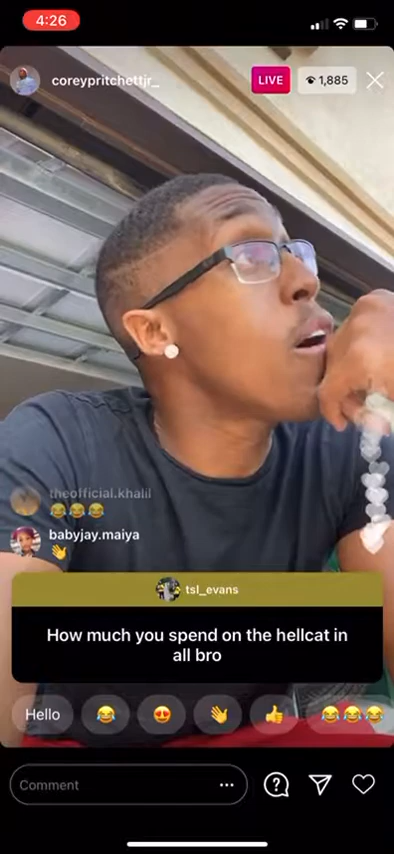 4:26
coreypritchettjr_
LIVE
1,885
theofficial.khalil
😂😂😂
babyjay.maiya
👋
tsl_evans
How much you spend on the hellcat in
all bro
Hello 😂 😍 👋 👍 😂😂😂
Comment